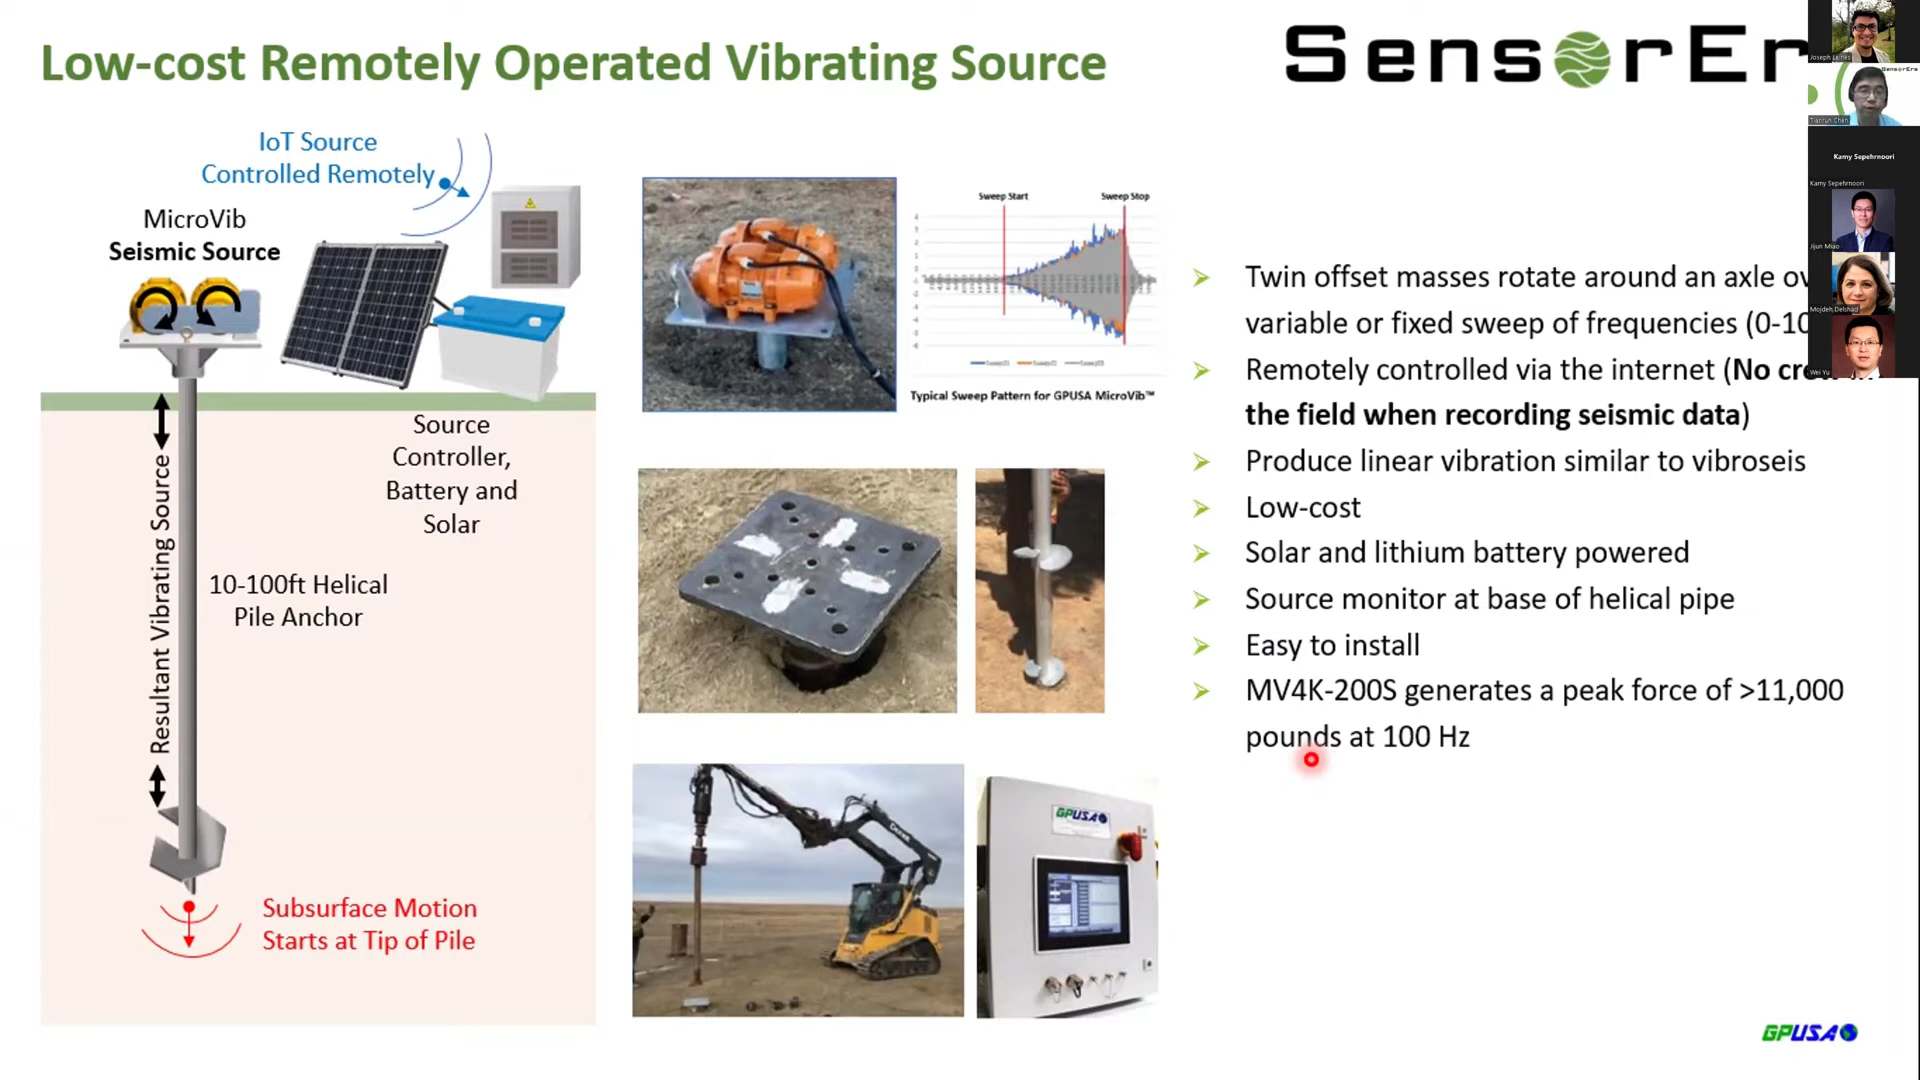 Low-cost Remotely Operated Vibrating Source
SensorEr
IoT Source
Controlled Remotely
MicroVib
Seismic Source
Source
Controller,
Battery and
Solar
Resultant Vibrating Source
10-100ft Helical
Pile Anchor
Subsurface Motion
Starts at Tip of Pile
Sweep Start
Sweep Stop
Typical Sweep Pattern for GPUSA MicroVib™
GPUSA
Twin offset masses rotate around an axle
variable or fixed sweep of frequencies (0-10
Remotely controlled via the internet (No
the field when recording seismic data)
Produce linear vibration similar to vibroseis
Low-cost
Solar and lithium battery powered
Source monitor at base of helical pipe
Easy to install
MV4K-200S generates a peak force of >11,000
pounds at 100 Hz
GPUSA
Joseph
SensorEra
Tianrun Chen
Kamy Sepehrnoori
Kamy Sepehrnoori
Jijun Miao
Mojdeh Delshad
Wei Yu